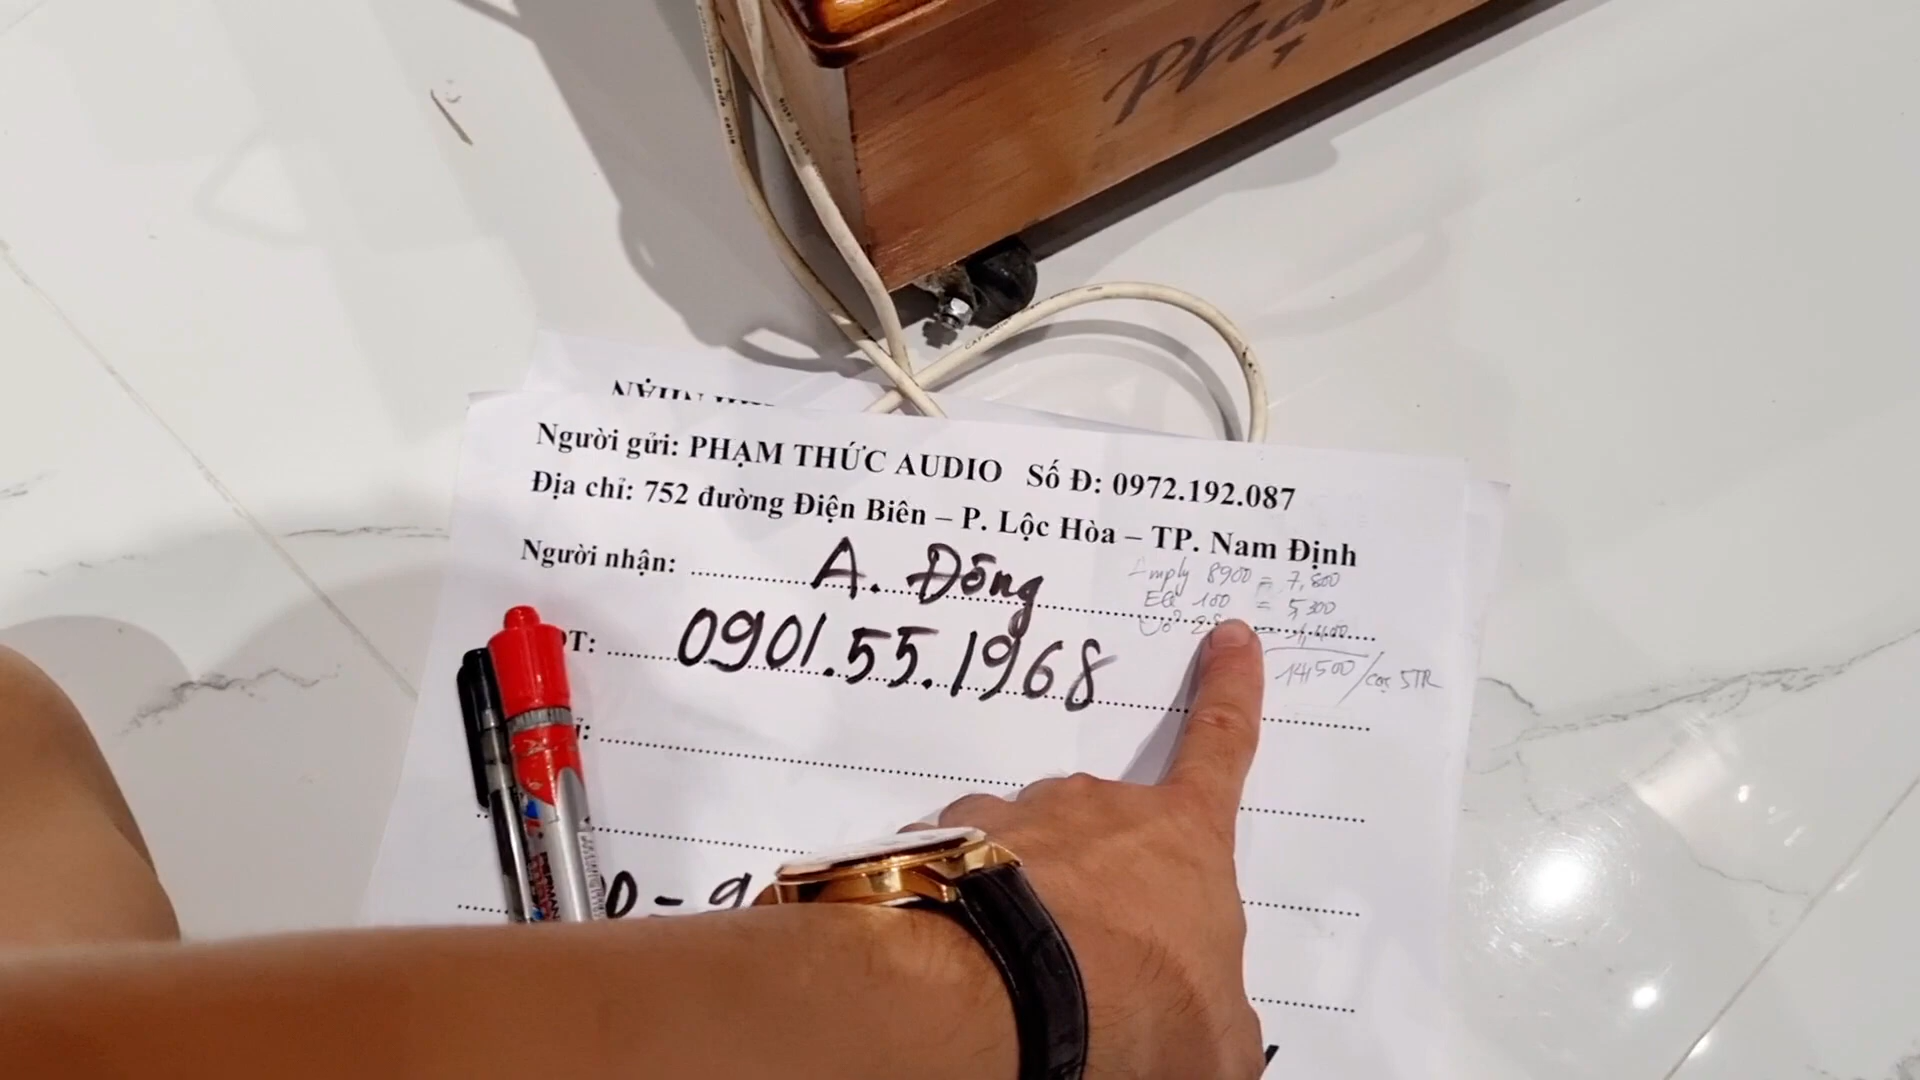 Người gửi: PHẠM THỨC AUDIO Số Đ: 0972.192.087
Địa chỉ: 752 đường Điện Biên – P. Lộc Hòa – TP. Nam Định
Người nhận: A. Đông
0901.55.1968
Amply 8900 = 7,800
EQ 100 = 5,300
14,500/cọc 5TR